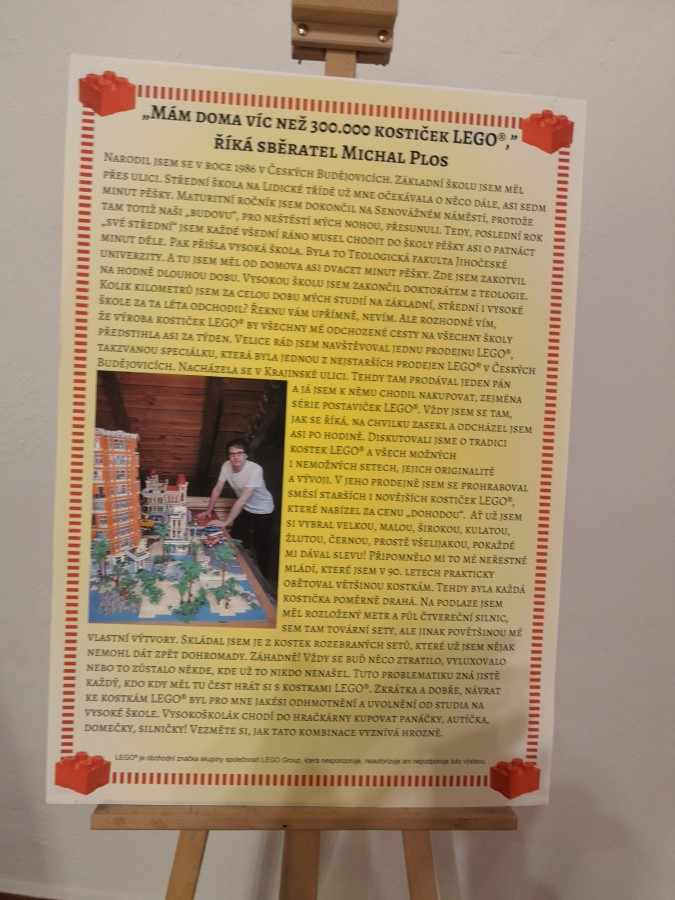 „Mám doma víc než 300.000 kostiček LEGO®,”
říká sběratel Michal Plos
Narodil jsem se v roce 1986 v Českých Budějovicích. Základní školu jsem měl
přes ulici. Střední škola na Lidické třídě už mne očekávala o něco dále, asi sedm
minut pěšky. Maturitní ročník jsem dokončil na Senovážném náměstí, protože
tam totiž naši „budovu“, pro neštěstí mých nohou, přesunuli. Tedy, poslední rok
„své střední“ jsem každé všední ráno musel chodit do školy pěšky asi o patnáct
minut déle. Pak přišla vysoká škola. Byla to Teologická fakulta Jihočeské
univerzity. A tu jsem měl od domova asi dvacet minut pěšky. Zde jsem zakotvil
na hodně dlouhou dobu. Vysokou školu jsem zakončil doktorátem z teologie.
Kolik kilometrů jsem za celou dobu mých studií na základní, střední i vysoké
škole za ta léta odchodil? Řeknu vám upřímně, nevím. Ale rozhodně vím,
že výroba kostiček LEGO® by všechny mé odchozené cesty na všechny školy
předstihla asi za týden. Velice rád jsem navštěvoval jednu prodejnu LEGO®,
takzvanou speciálku, která byla jednou z nejstarších prodejen LEGO® v Českých
Budějovicích. Nacházela se v Krajinské ulici. Tehdy tam prodával jeden pán
a já jsem k němu chodil nakupovat, zejména
série postaviček LEGO®. Vždy jsem se tam,
jak se říká, na chvilku zasekl a odcházel jsem
asi po hodině. Diskutovali jsme o tradici
kostek LEGO® a všech možných
i nemožných setech, jejich originalitě
a vývoji. V jeho prodejně jsem se prohraboval
směsí starších i novějších kostiček LEGO®,
které nabízel za cenu „dohodou“. Ať už jsem
si vybral velkou, malou, širokou, kulatou,
žlutou, černou, prostě všelijakou, pokaždé
mi dával slevu! Připomnělo mi to mé neřestné
mládí, které jsem v 90. letech prakticky
obětoval většinou kostkám. Tehdy byla každá
kostička poměrně drahá. Na podlaze jsem
měl rozložený metr a půl čtvereční silnic,
sem tam tovární sety, ale jinak povětšinou mé
vlastní výtvory. Skládal jsem je z kostek rozebraných setů, které už jsem nějak
nemohl dát zpět dohromady. Záhadně! Vždy se buď něco ztratilo, vyluxovalo
nebo to zůstalo někde, kde už to nikdo nenašel. Tuto problematiku zná jistě
každý, kdo kdy měl tu čest hrát si s kostkami LEGO®. Zkrátka a dobře, návrat
ke kostkám LEGO® byl pro mne jakési odhmotnění a uvolnění od studia na
vysoké škole. Vysokoškolák chodí do hračkárny kupovat panáčky, autíčka,
domečky, silničky! Vezměte si, jak tato kombinace vyznívá hrozně.
LEGO® je obchodní značka skupiny společností LEGO Group, která nesponzoruje, neautorizuje ani nepodporuje tuto výstavu.